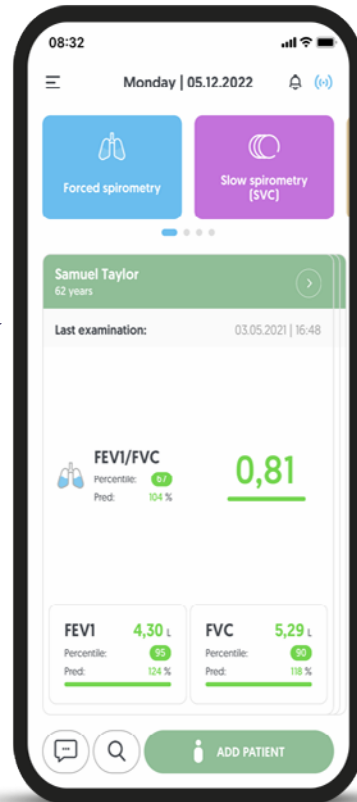 08:32
Monday | 05.12.2022
Forced spirometry
Slow spirometry
(SVC)
Samuel Taylor
62 years
Last examination:
03.05.2021 | 16:48
FEV1/FVC
Percentile: 67
Pred: 104 %
0,81
FEV1 4,30 L
Percentile: 95
Pred: 124 %
FVC 5,29 L
Percentile: 90
Pred: 118 %
ADD PATIENT